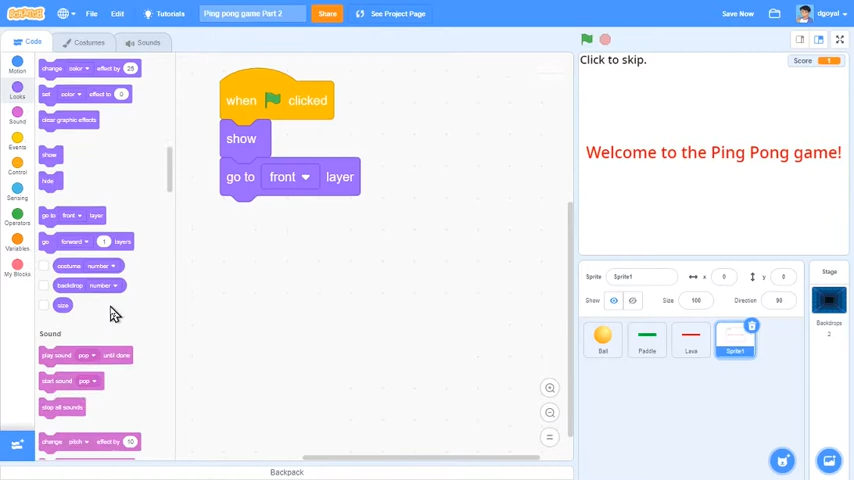 SCRATCH File Edit Tutorials Ping pong game Part 2 Share See Project Page Save Now dgoyal
Code Costumes Sounds
Motion
Looks
Sound
Events
Control
Sensing
Operators
Variables
My Blocks
change color effect by 25
set color effect to 0
clear graphic effects
show
hide
go to front layer
go forward 1 layers
costume number
backdrop number
size
Sound
play sound pop until done
start sound pop
stop all sounds
change pitch effect by 10
when clicked
show
go to front layer
Click to skip.
Score 1
Welcome to the Ping Pong game!
Sprite Sprite1 x 0 y 0
Show Size 100 Direction 90
Ball Paddle Lava Sprite1
Stage
Backdrops
2
Backpack